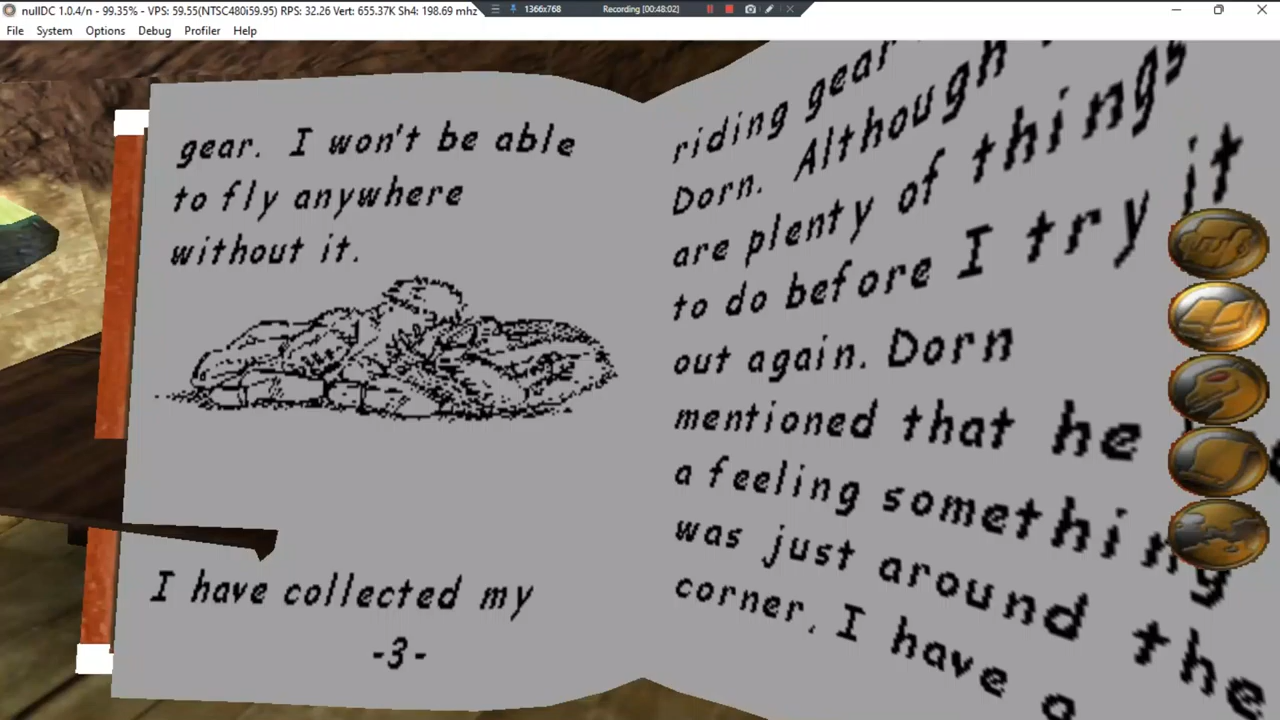 nullDC 1.0.4/n - 99.35% - VPS: 59.55(NTSC480i59.95) RPS: 32.26 Vert: 655.37K Sh4: 198.69 mhz
1366x768
Recording [00:48:02]
File System Options Debug Profiler Help
gear. I won't be able
to fly anywhere
without it.
I have collected my
-3-
riding gear
Dorn. Although
are plenty of things
to do before I try it
out again. Dorn
mentioned that he
a feeling something
was just around the
corner. I have a